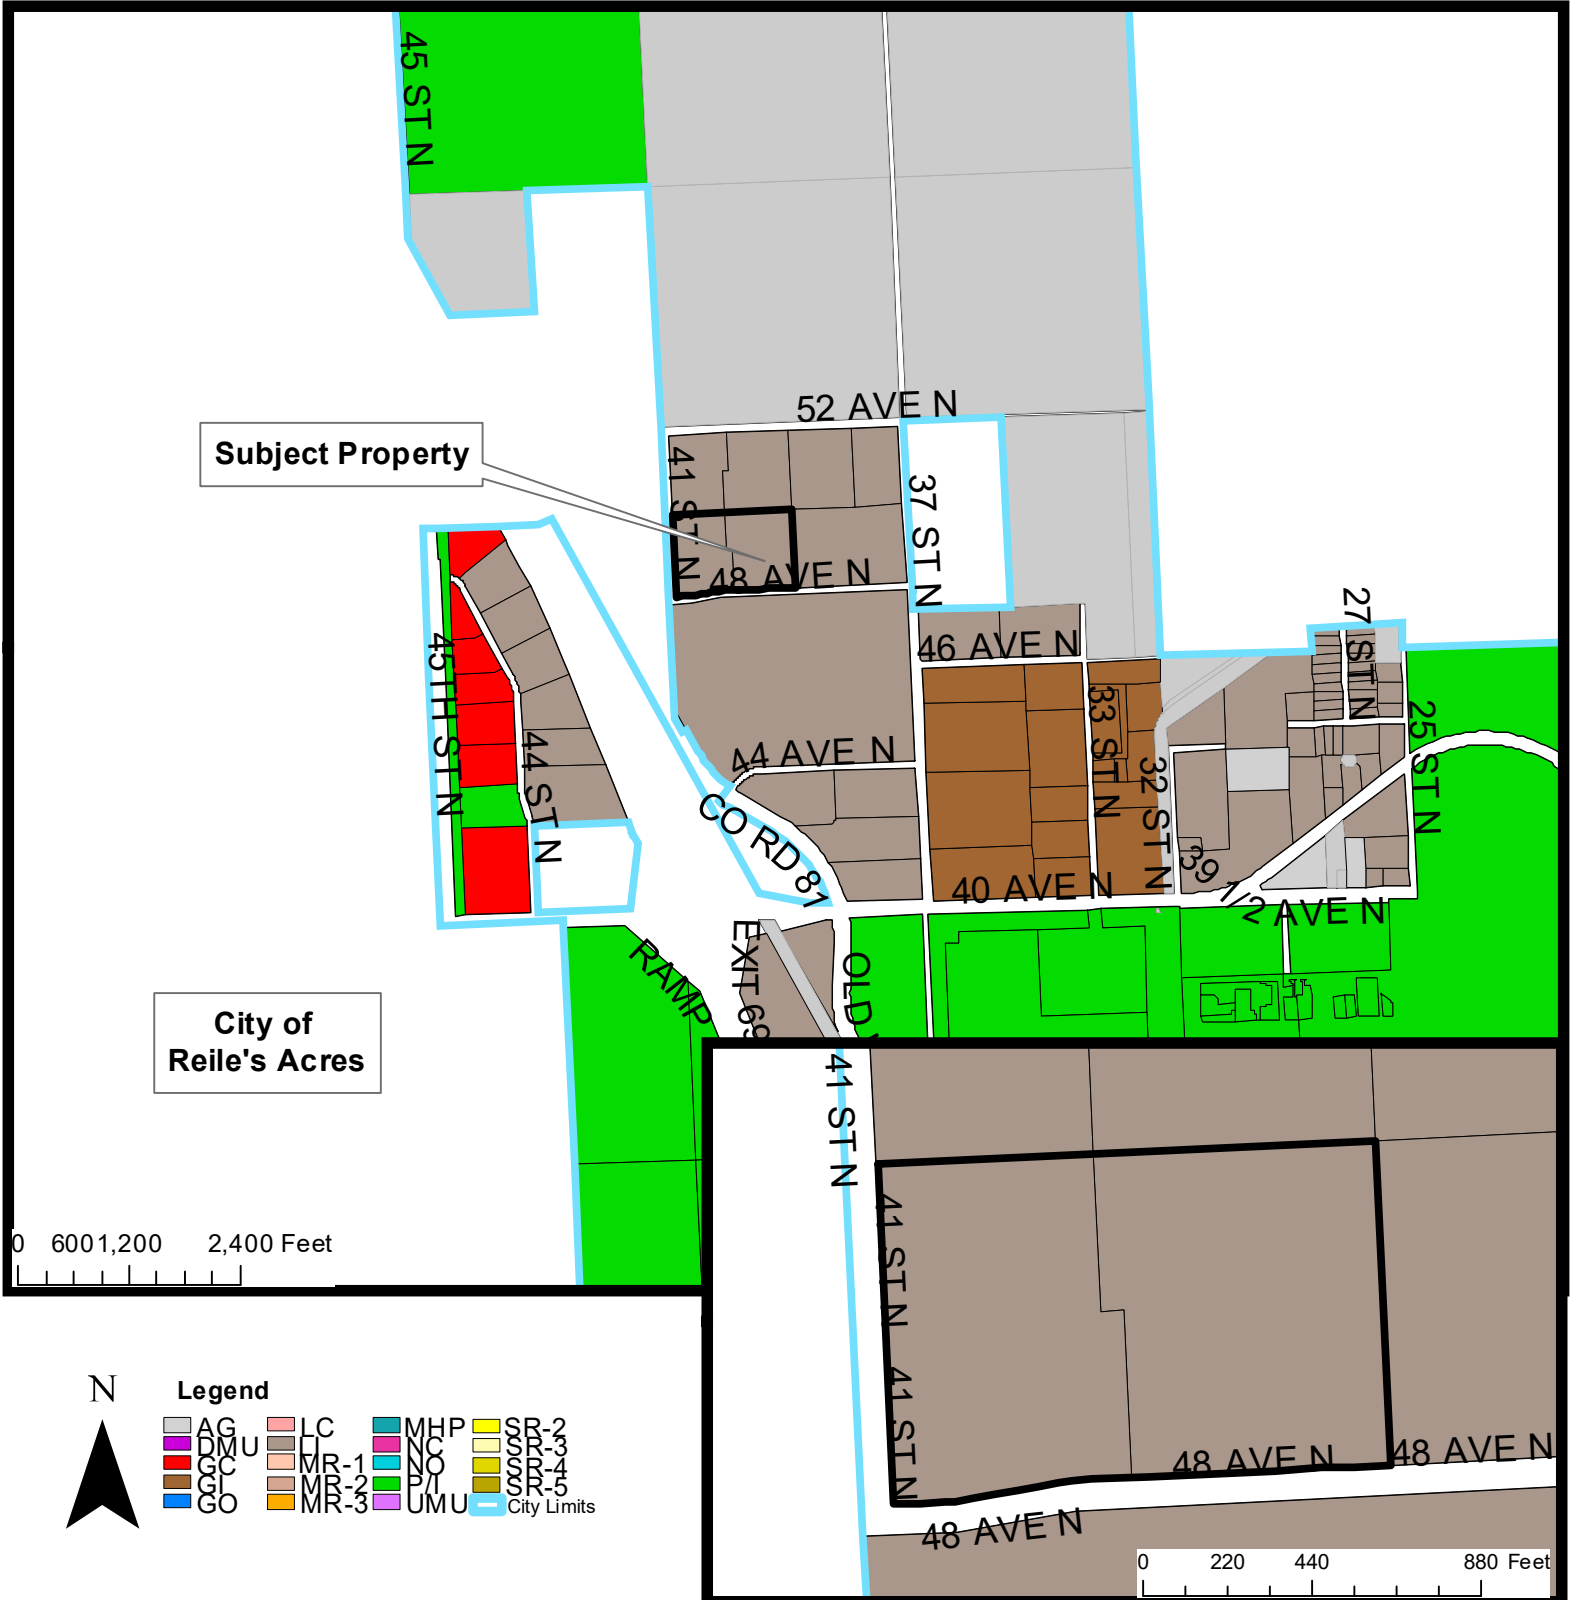 45 ST N
52 AVE N
Subject Property
41 ST N
37 ST N
48 AVE N
27 ST N
46 AVE N
45TH ST N
33 ST N
25 ST N
44 ST N
44 AVE N
32 ST N
CO RD 81
39 1/2 AVE N
40 AVE N
EXIT 69
RAMP
OLD
City of
Reile's Acres
41 ST N
41 ST N
41 ST N
48 AVE N
48 AVE N
48 AVE N
0 600 1,200 2,400 Feet
0 220 440 880 Feet
N
Legend
AG
DMU
GC
GI
GO
LC
LI
MR-1
MR-2
MR-3
MHP
NC
NO
P/I
UMU
SR-2
SR-3
SR-4
SR-5
City Limits